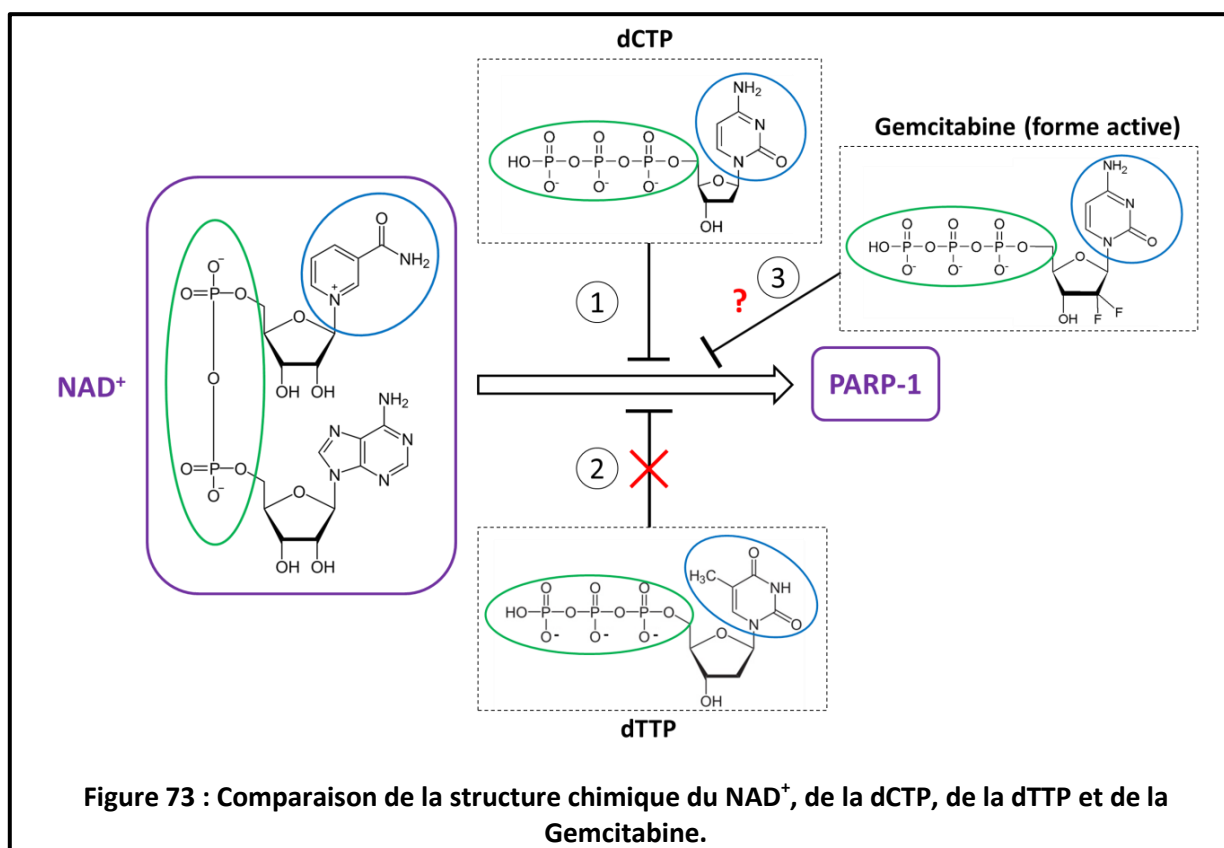 dCTP
Gemcitabine (forme active)
NH₂
N
N
O
HO-P-O-P-O-P-O
O O O
O⁻ O⁻ O⁻
O
OH
NH₂
N
N
O
HO-P-O-P-O-P-O
O O O
O⁻ O⁻ O⁻
O
F
F
OH
NAD⁺
O
NH₂
N⁺
O⁻
O=P
O
O
OH OH
O
NH₂
N
N
N
N
O=P
O⁻
O
O
OH OH
1
? 3
PARP-1
2
O
H₃C
NH
N
O
HO-P-O-P-O-P-O
O O O
O- O- O-
O
OH
dTTP
Figure 73 : Comparaison de la structure chimique du NAD⁺, de la dCTP, de la dTTP et de la
Gemcitabine.